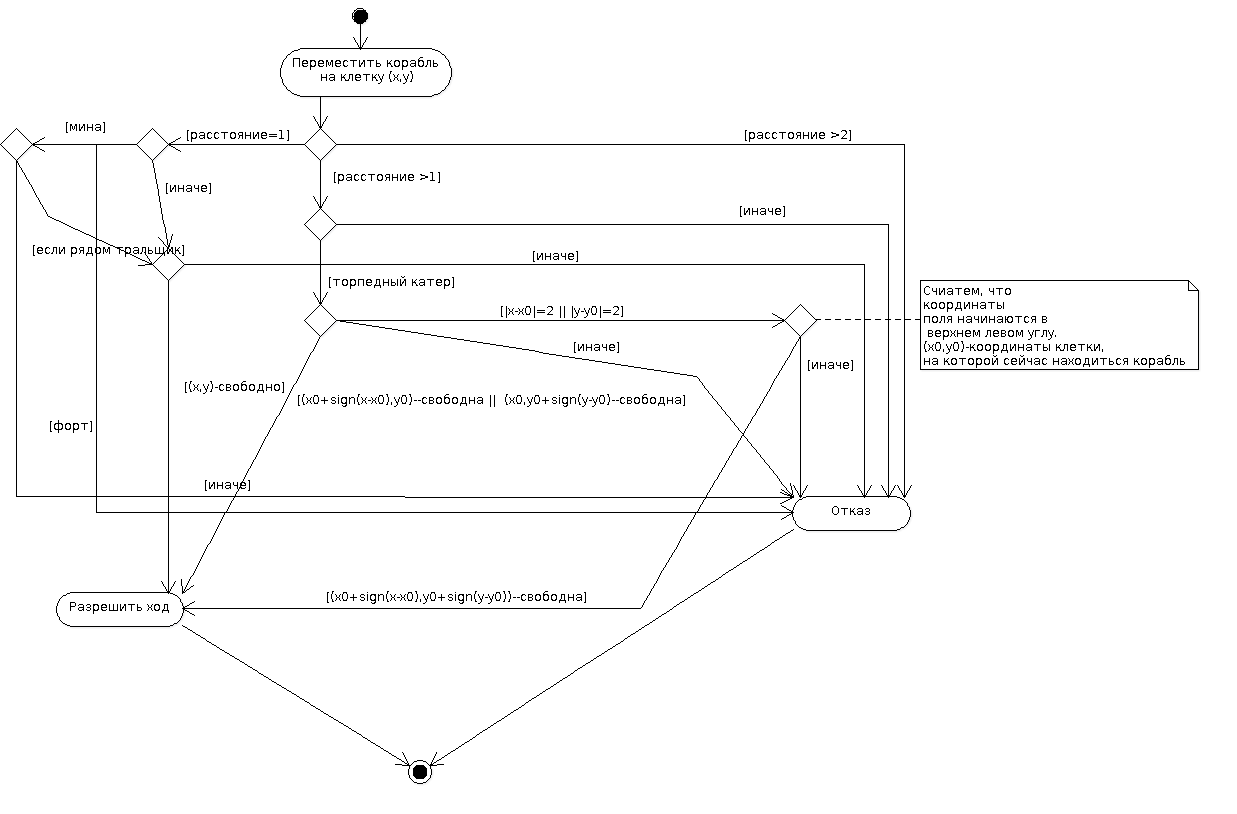 Переместить корабль
на клетку (x,y)
[мина]
[расстояние=1]
[расстояние >2]
[расстояние >1]
[иначе]
[иначе]
[если рядом тральщик]
[иначе]
[торпедный катер]
[|x-x0|=2 || |y-y0|=2]
Счиатем, что
координаты
поля начинаются в
верхнем левом углу.
(x0,y0)-координаты клетки,
на которой сейчас находиться корабль
[иначе]
[иначе]
[(x,y)-свободно]
[(x0+sign(x-x0),y0)--свободна || (x0,y0+sign(y-y0)--свободна]
[форт]
[иначе]
Отказ
[(x0+sign(x-x0),y0+sign(y-y0))--свободна]
Разрешить ход